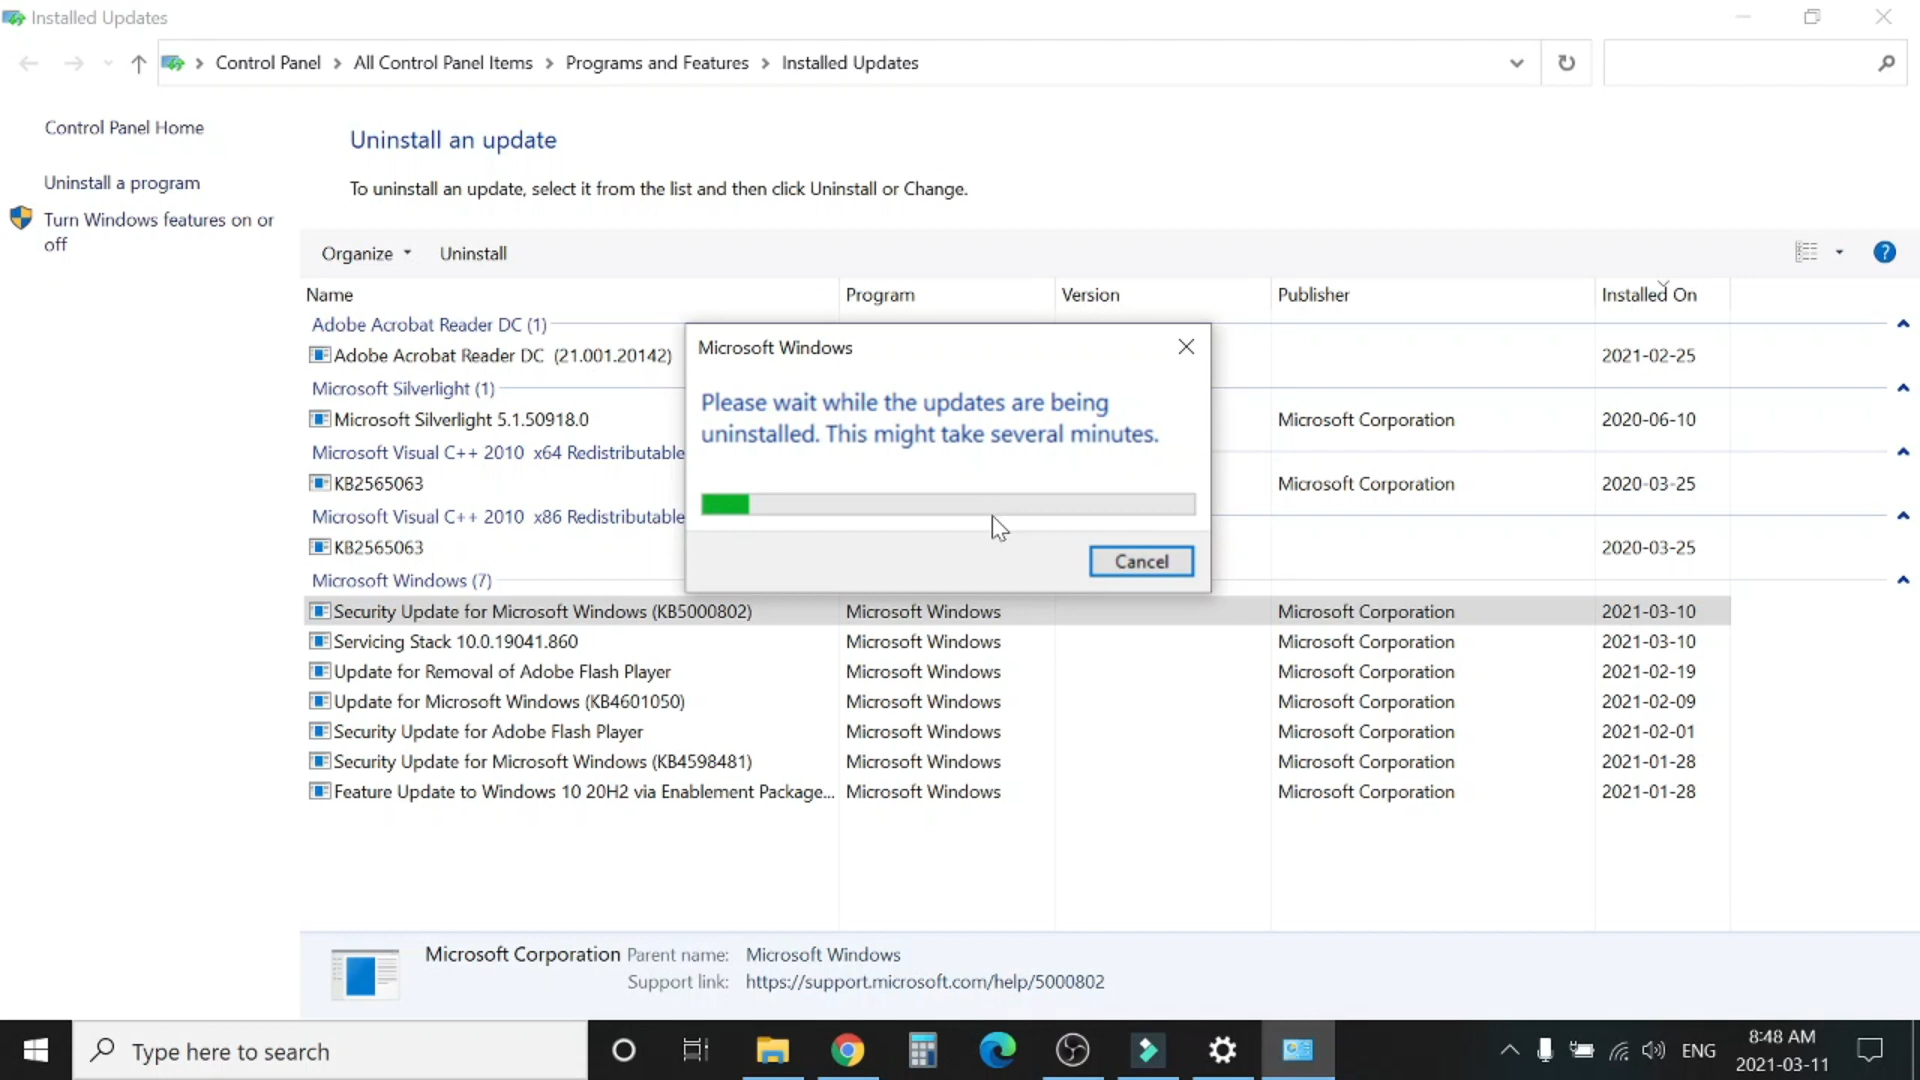 Installed Updates
Control Panel > All Control Panel Items > Programs and Features > Installed Updates
Control Panel Home
Uninstall a program
Turn Windows features on or
off
Uninstall an update
To uninstall an update, select it from the list and then click Uninstall or Change.
Organize Uninstall
Name Program Version Publisher Installed On
Adobe Acrobat Reader DC (1)
Adobe Acrobat Reader DC (21.001.20142) 2021-02-25
Microsoft Silverlight (1)
Microsoft Silverlight 5.1.50918.0 Microsoft Corporation 2020-06-10
Microsoft Visual C++ 2010 x64 Redistributable
KB2565063 Microsoft Corporation 2020-03-25
Microsoft Visual C++ 2010 x86 Redistributable
KB2565063 2020-03-25
Microsoft Windows (7)
Security Update for Microsoft Windows (KB5000802) Microsoft Windows Microsoft Corporation 2021-03-10
Servicing Stack 10.0.19041.860 Microsoft Windows Microsoft Corporation 2021-03-10
Update for Removal of Adobe Flash Player Microsoft Windows Microsoft Corporation 2021-02-19
Update for Microsoft Windows (KB4601050) Microsoft Windows Microsoft Corporation 2021-02-09
Security Update for Adobe Flash Player Microsoft Windows Microsoft Corporation 2021-02-01
Security Update for Microsoft Windows (KB4598481) Microsoft Windows Microsoft Corporation 2021-01-28
Feature Update to Windows 10 20H2 via Enablement Package... Microsoft Windows Microsoft Corporation 2021-01-28
Microsoft Windows
Please wait while the updates are being
uninstalled. This might take several minutes.
Cancel
Microsoft Corporation Parent name: Microsoft Windows
Support link: https://support.microsoft.com/help/5000802
Type here to search
ENG
8:48 AM
2021-03-11